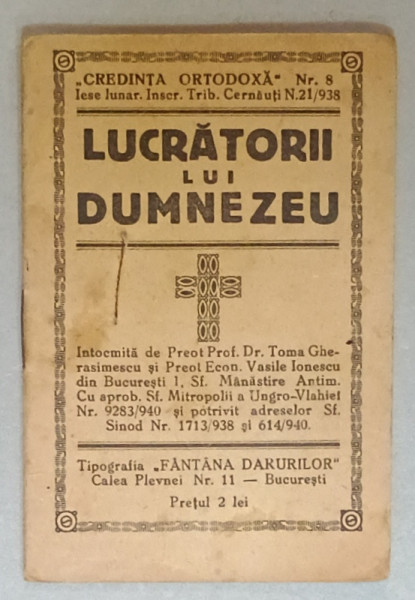 „CREDINȚA ORTODOXĂ“ Nr. 8
Iese lunar. Inscr. Trib. Cernăuți N.21/938
LUCRĂTORII
LUI
DUMNEZEU
Intocmită de Preot Prof. Dr. Toma Ghe-
rasimescu și Preot Econ. Vasile Ionescu
din București 1, Sf. Mânăstire Antim.
Cu aprob. Sf. Mitropolii a Ungro-Vlahiei
Nr. 9283/940 și potrivit adreselor Sf.
Sinod Nr. 1713/938 și 614/940.
Tipografia „FÂNTÂNA DARURILOR“
Calea Plevnei Nr. 11 — București
Prețul 2 lei